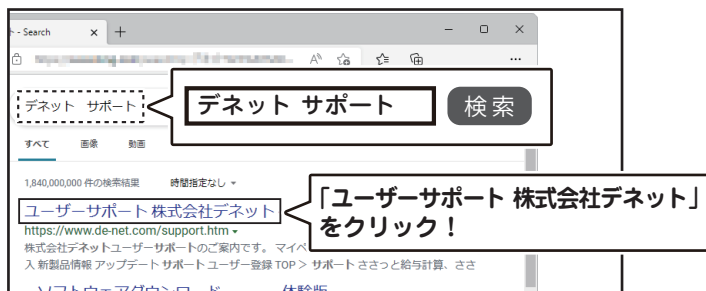 ト - Search
デネット サポート
デネット サポート
検索
すべて 画像 動画
1,840,000,000 件の検索結果 時間指定なし
ユーザーサポート 株式会社デネット
「ユーザーサポート 株式会社デネット」
をクリック！
https://www.de-net.com/support.htm
株式会社デネットユーザーサポートのご案内です。 マイペ
入 新製品情報 アップデート サポート ユーザー登録 TOP > サポート ささっと給与計算、ささ